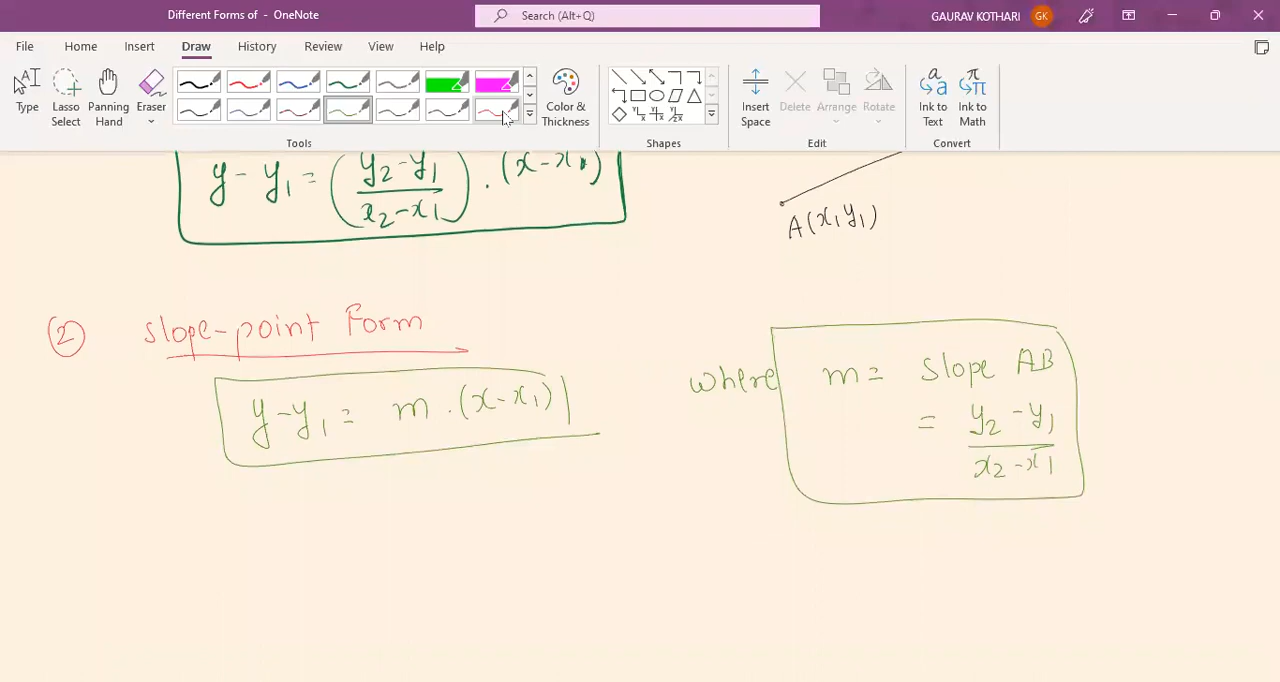 Different Forms of - OneNote
Search (Alt+Q)
GAURAV KOTHARI GK
File Home Insert Draw History Review View Help
Type Lasso Select Panning Hand Eraser Color & Thickness Insert Space Delete Arrange Rotate Ink to Text Ink to Math
Tools Shapes Edit Convert
y - y1 = (y2 - y1 / x2 - x1) . (x - x1)
A(x1 y1)
2 Slope-point Form
y - y1 = m . (x - x1)
where m = Slope AB
= y2 - y1 / x2 - x1